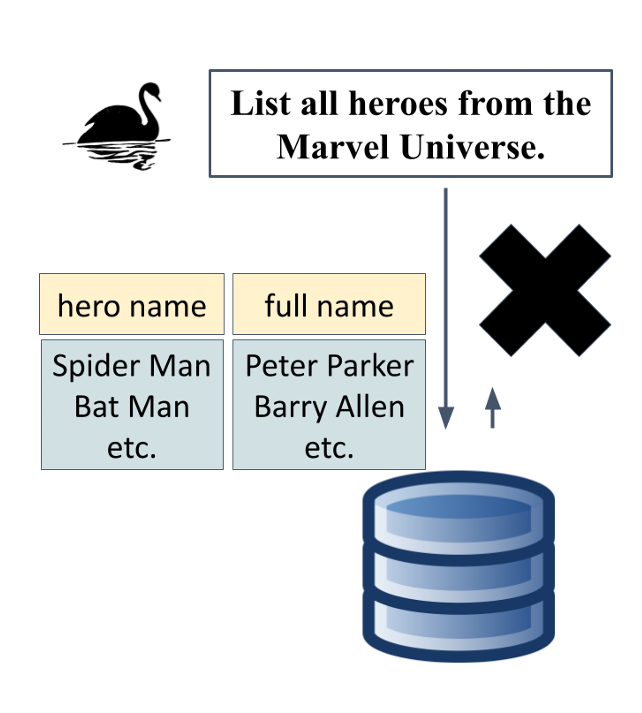 List all heroes from the
Marvel Universe.
hero name
full name
Spider Man
Bat Man
etc.
Peter Parker
Barry Allen
etc.